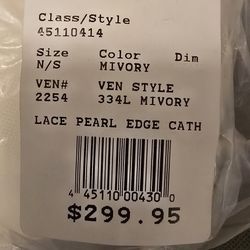 Class/Style
45110414
Size Color Dim
N/S MIVORY
VEN# VEN STYLE
2254 334L MIVORY
LACE PEARL EDGE CATH
4 45110 00430 0
$299.95